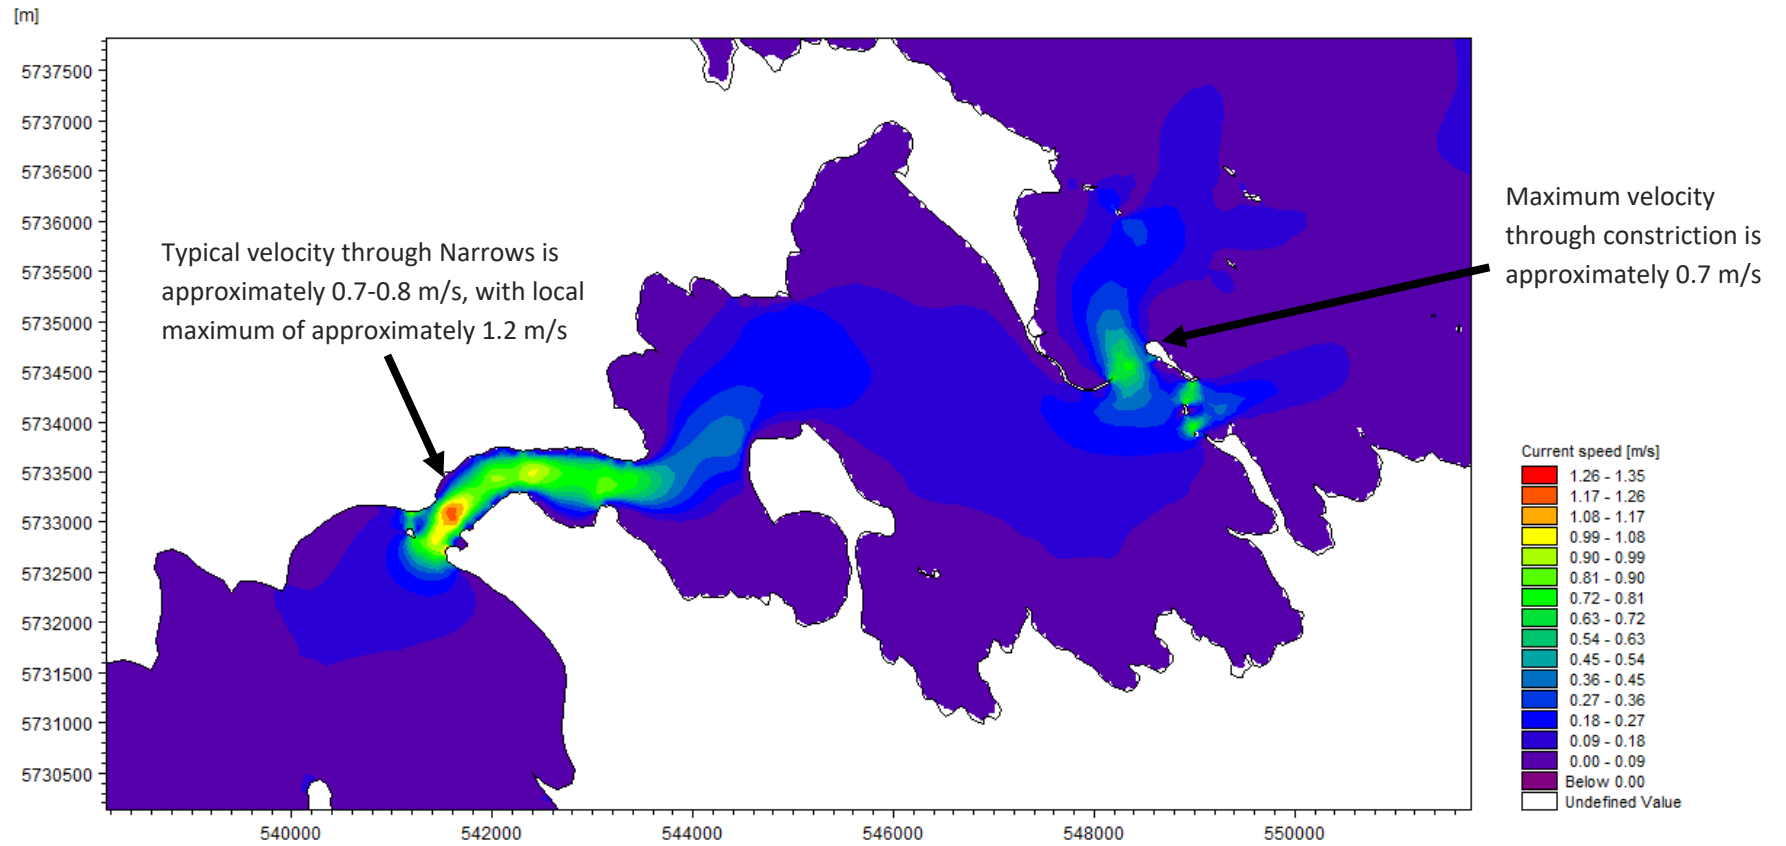 [m]
5737500
5737000
5736500
5736000
5735500
5735000
5734500
5734000
5733500
5733000
5732500
5732000
5731500
5731000
5730500
Typical velocity through Narrows is
approximately 0.7-0.8 m/s, with local
maximum of approximately 1.2 m/s
Maximum velocity
through constriction is
approximately 0.7 m/s
Current speed [m/s]
1.26 - 1.35
1.17 - 1.26
1.08 - 1.17
0.99 - 1.08
0.90 - 0.99
0.81 - 0.90
0.72 - 0.81
0.63 - 0.72
0.54 - 0.63
0.45 - 0.54
0.36 - 0.45
0.27 - 0.36
0.18 - 0.27
0.09 - 0.18
0.00 - 0.09
Below 0.00
Undefined Value
540000 542000 544000 546000 548000 550000